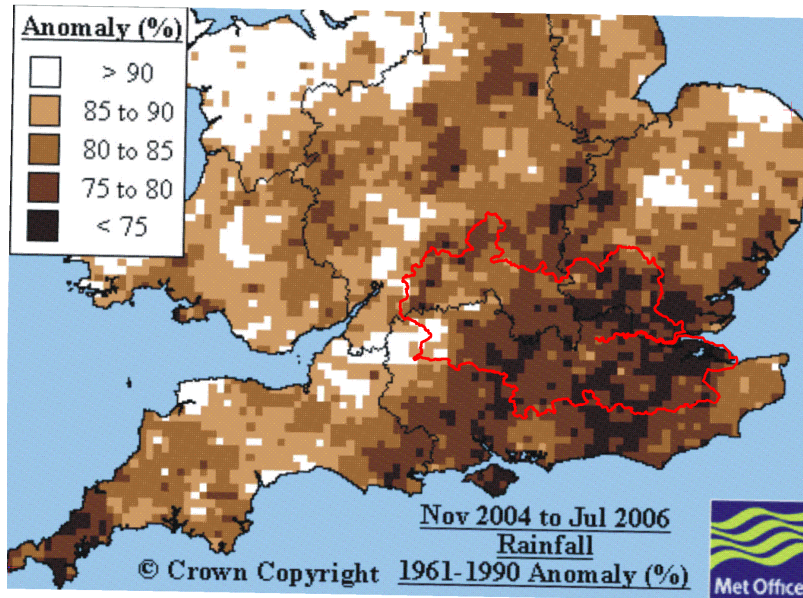 Anomaly (%)
> 90
85 to 90
80 to 85
75 to 80
< 75
Nov 2004 to Jul 2006
Rainfall
© Crown Copyright 1961-1990 Anomaly (%)
Met Office